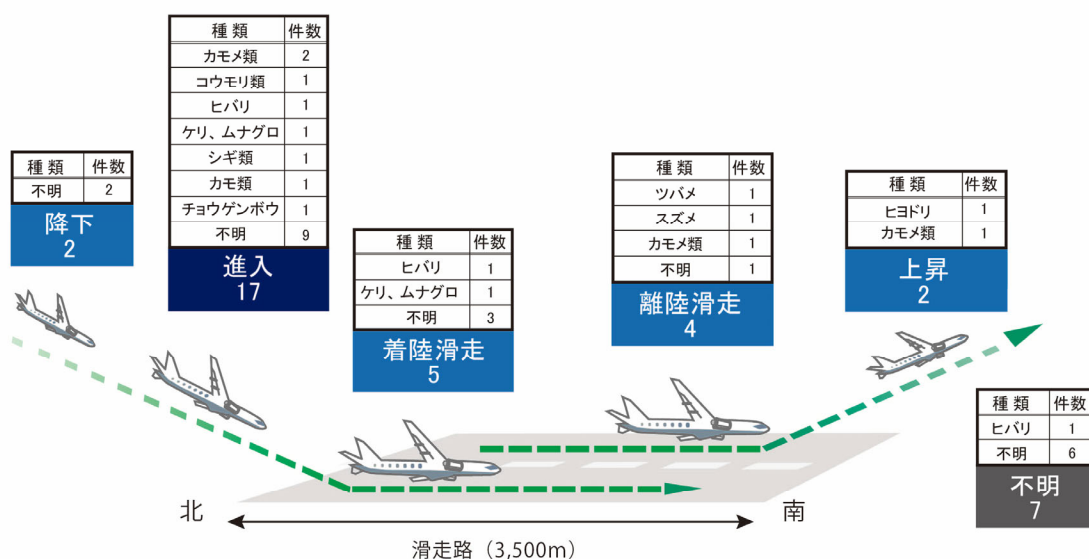 種類 件数
不明 2
降下
2
種類 件数
カモメ類 2
コウモリ類 1
ヒバリ 1
ケリ、ムナグロ 1
シギ類 1
カモ類 1
チョウゲンボウ 1
不明 9
進入
17
種類 件数
ヒバリ 1
ケリ、ムナグロ 1
不明 3
着陸滑走
5
種類 件数
ツバメ 1
スズメ 1
カモメ類 1
不明 1
離陸滑走
4
種類 件数
ヒヨドリ 1
カモメ類 1
上昇
2
種類 件数
ヒバリ 1
不明 6
不明
7
北
南
滑走路（3,500m）